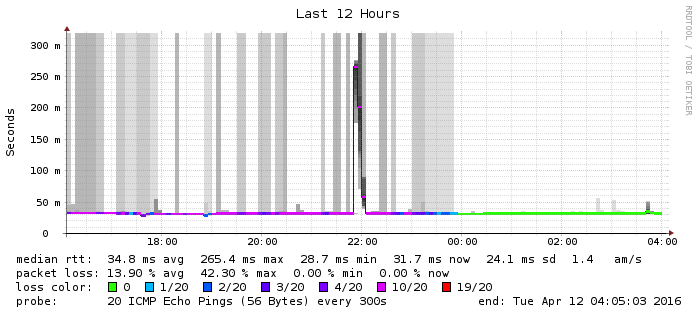 Last 12 Hours
RRDTOOL / TOBI OETIKER
Seconds
300 m
250 m
200 m
150 m
100 m
50 m
0
18:00 20:00 22:00 00:00 02:00 04:00
median rtt: 34.8 ms avg 265.4 ms max 28.7 ms min 31.7 ms now 24.1 ms sd 1.4 am/s
packet loss: 13.90 % avg 42.30 % max 0.00 % min 0.00 % now
loss color: 0 1/20 2/20 3/20 4/20 10/20 19/20
probe: 20 ICMP Echo Pings (56 Bytes) every 300s end: Tue Apr 12 04:05:03 2016